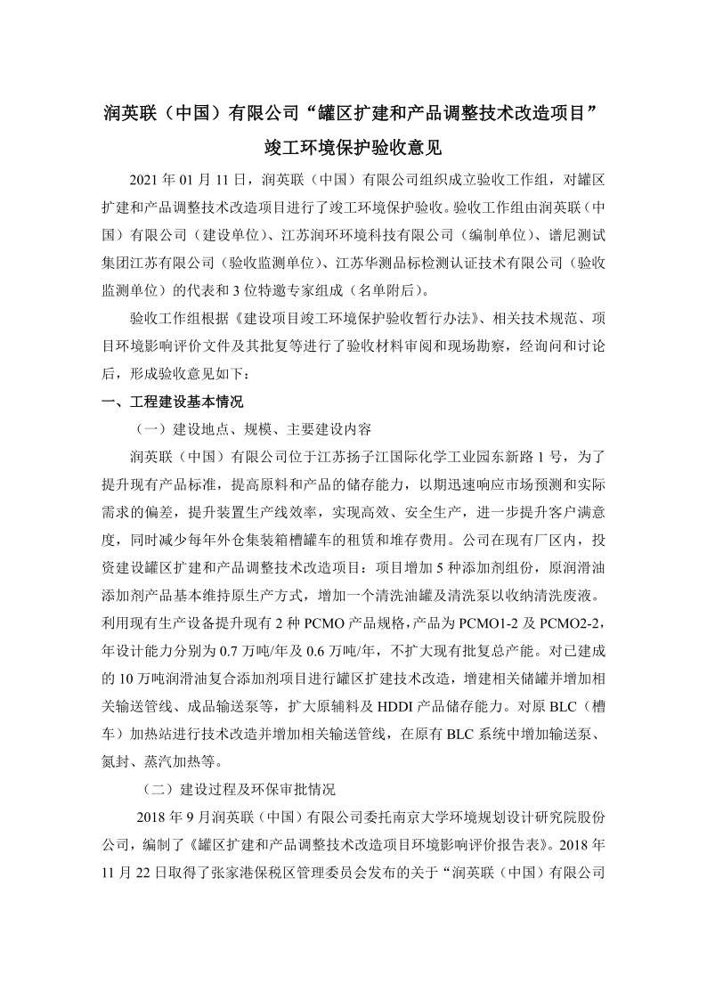 润英联（中国）有限公司“罐区扩建和产品调整技术改造项目”
竣工环境保护验收意见
2021 年 01 月 11 日，润英联（中国）有限公司组织成立验收工作组，对罐区
扩建和产品调整技术改造项目进行了竣工环境保护验收。验收工作组由润英联（中
国）有限公司（建设单位）、江苏润环环境科技有限公司（编制单位）、谱尼测试
集团江苏有限公司（验收监测单位）、江苏华测品标检测认证技术有限公司（验收
监测单位）的代表和 3 位特邀专家组成（名单附后）。
验收工作组根据《建设项目竣工环境保护验收暂行办法》、相关技术规范、项
目环境影响评价文件及其批复等进行了验收材料审阅和现场勘察，经询问和讨论
后，形成验收意见如下：
一、工程建设基本情况
（一）建设地点、规模、主要建设内容
润英联（中国）有限公司位于江苏扬子江国际化学工业园东新路 1 号，为了
提升现有产品标准，提高原料和产品的储存能力，以期迅速响应市场预测和实际
需求的偏差，提升装置生产线效率，实现高效、安全生产，进一步提升客户满意
度，同时减少每年外仓集装箱槽罐车的租赁和堆存费用。公司在现有厂区内，投
资建设罐区扩建和产品调整技术改造项目：项目增加 5 种添加剂组份，原润滑油
添加剂产品基本维持原生产方式，增加一个清洗油罐及清洗泵以收纳清洗废液。
利用现有生产设备提升现有 2 种 PCMO 产品规格，产品为 PCMO1-2 及 PCMO2-2，
年设计能力分别为 0.7 万吨/年及 0.6 万吨/年，不扩大现有批复总产能。对已建成
的 10 万吨润滑油复合添加剂项目进行罐区扩建技术改造，增建相关储罐并增加相
关输送管线、成品输送泵等，扩大原辅料及 HDDI 产品储存能力。对原 BLC（槽
车）加热站进行技术改造并增加相关输送管线，在原有 BLC 系统中增加输送泵、
氮封、蒸汽加热等。
（二）建设过程及环保审批情况
2018 年 9 月润英联（中国）有限公司委托南京大学环境规划设计研究院股份
公司，编制了《罐区扩建和产品调整技术改造项目环境影响评价报告表》。2018 年
11 月 22 日取得了张家港保税区管理委员会发布的关于“润英联（中国）有限公司